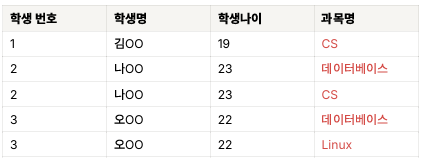 학생 번호 학생명 학생나이 과목명
1 김OO 19 CS
2 나OO 23 데이터베이스
2 나OO 23 CS
3 오OO 22 데이터베이스
3 오OO 22 Linux